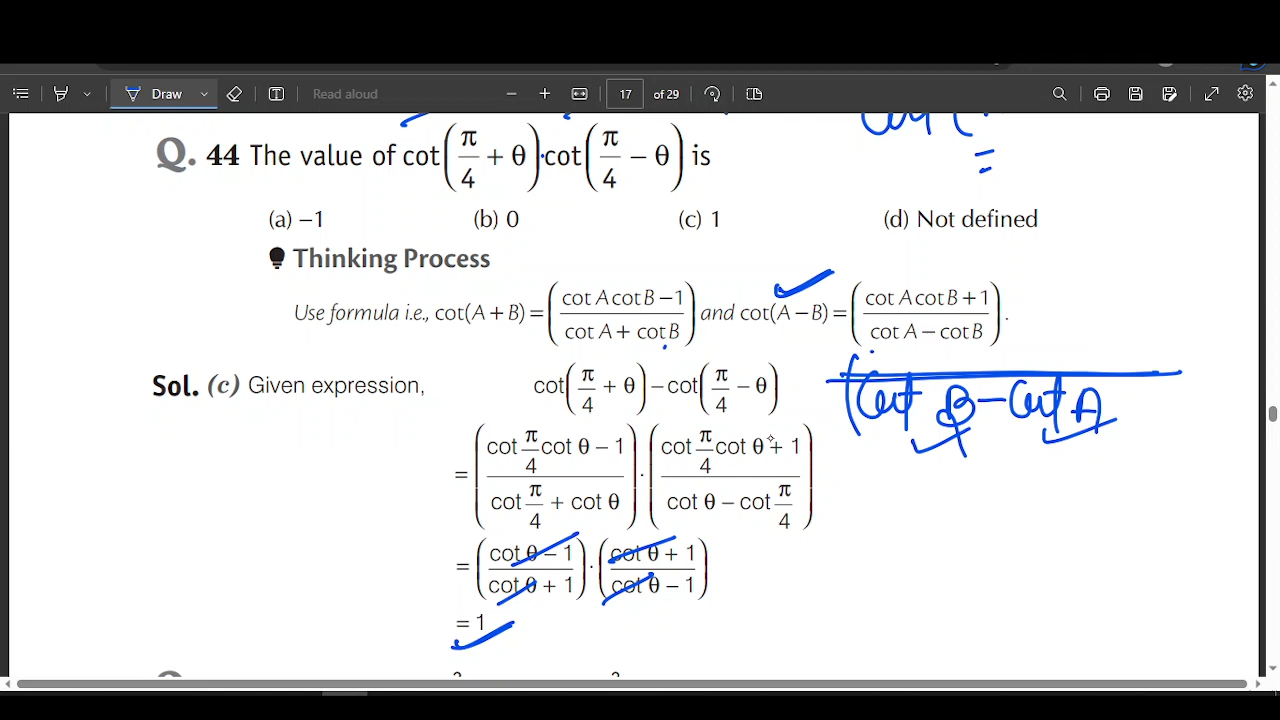 Draw Read aloud 17 of 29
Q. 44 The value of cot(π/4 + θ)·cot(π/4 − θ) is
(a) −1 (b) 0 (c) 1 (d) Not defined
Thinking Process
Use formula i.e., cot(A + B) = (cot A cot B − 1 / cot A + cot B) and cot(A − B) = (cot A cot B + 1 / cot A − cot B).
Sol. (c) Given expression, cot(π/4 + θ) − cot(π/4 − θ)
Cot B − Cot A
= (cot π/4 cot θ − 1 / cot π/4 + cot θ) · (cot π/4 cot θ + 1 / cot θ − cot π/4)
= (cot θ − 1 / cot θ + 1) · (cot θ + 1 / cot θ − 1)
= 1